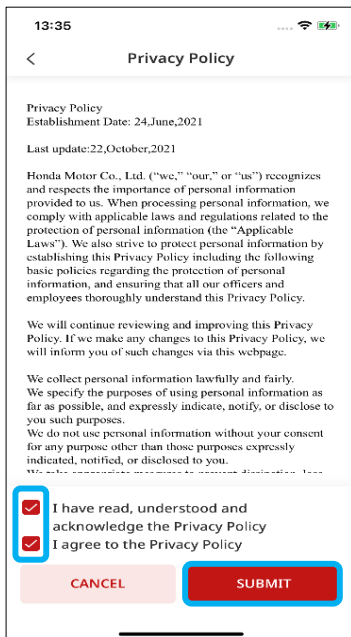 13:35
Privacy Policy
Privacy Policy
Establishment Date: 24,June,2021
Last update:22,October,2021
Honda Motor Co., Ltd. (“we,” “our,” or “us”) recognizes
and respects the importance of personal information
provided to us. When processing personal information, we
comply with applicable laws and regulations related to the
protection of personal information (the “Applicable
Laws”). We also strive to protect personal information by
establishing this Privacy Policy including the following
basic policies regarding the protection of personal
information, and ensuring that all our officers and
employees thoroughly understand this Privacy Policy.
We will continue reviewing and improving this Privacy
Policy. If we make any changes to this Privacy Policy, we
will inform you of such changes via this webpage.
We collect personal information lawfully and fairly.
We specify the purposes of using personal information as
far as possible, and expressly indicate, notify, or disclose to
you such purposes.
We do not use personal information without your consent
for any purpose other than those purposes expressly
indicated, notified, or disclosed to you.
We take appropriate measures to prevent dissipation, loss
I have read, understood and
acknowledge the Privacy Policy
I agree to the Privacy Policy
CANCEL
SUBMIT